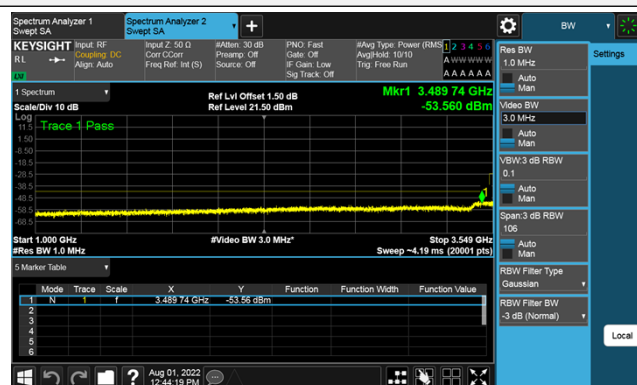 Spectrum Analyzer 1
Swept SA
Spectrum Analyzer 2
Swept SA
BW
KEYSIGHT
RL
Input: RF
Coupling: DC
Align: Auto
Input Z: 50 Ω
Corr CCorr
Freq Ref: Int (S)
#Atten: 30 dB
Preamp: Off
Source: Off
PNO: Fast
Gate: Off
IF Gain: Low
Sig Track: Off
#Avg Type: Power (RMS)
Avg|Hold: 10/10
Trig: Free Run
1 2 3 4 5 6
A W W W W W
A A A A A A
1 Spectrum
Scale/Div 10 dB
Ref Lvl Offset 1.50 dB
Ref Level 21.50 dBm
Mkr1 3.489 74 GHz
-53.560 dBm
Log
Trace 1 Pass
11.5
1.50
-8.50
-18.5
-28.5
-38.5
-48.5
-58.5
-68.5
1
Start 1.000 GHz
#Res BW 1.0 MHz
#Video BW 3.0 MHz*
Stop 3.549 GHz
Sweep ~4.19 ms (20001 pts)
5 Marker Table
Mode Trace Scale X Y Function Function Width Function Value
1 N 1 f 3.489 74 GHz -53.56 dBm
2
3
4
5
6
Aug 01, 2022
12:44:19 PM
Res BW
1.0 MHz
Auto
Man
Video BW
3.0 MHz
Auto
Man
VBW:3 dB RBW
0.1
Auto
Man
Span:3 dB RBW
106
Auto
Man
RBW Filter Type
Gaussian
RBW Filter BW
-3 dB (Normal)
Settings
Local